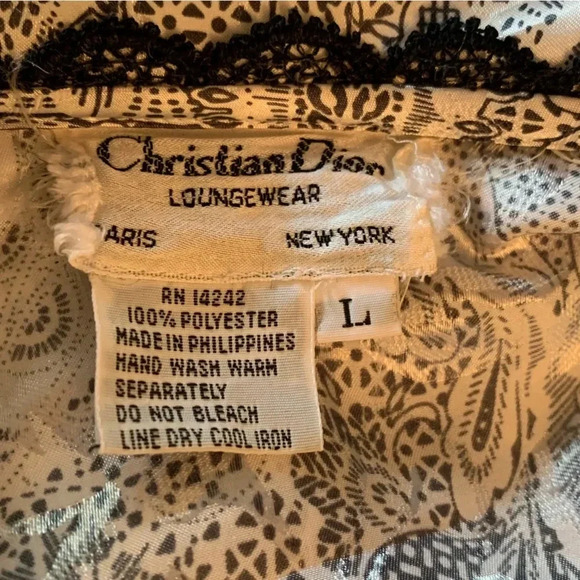 Christian Dior
LOUNGEWEAR
PARIS NEW YORK
RN 14242
100% POLYESTER
MADE IN PHILIPPINES
HAND WASH WARM
SEPARATELY
DO NOT BLEACH
LINE DRY COOL IRON
L